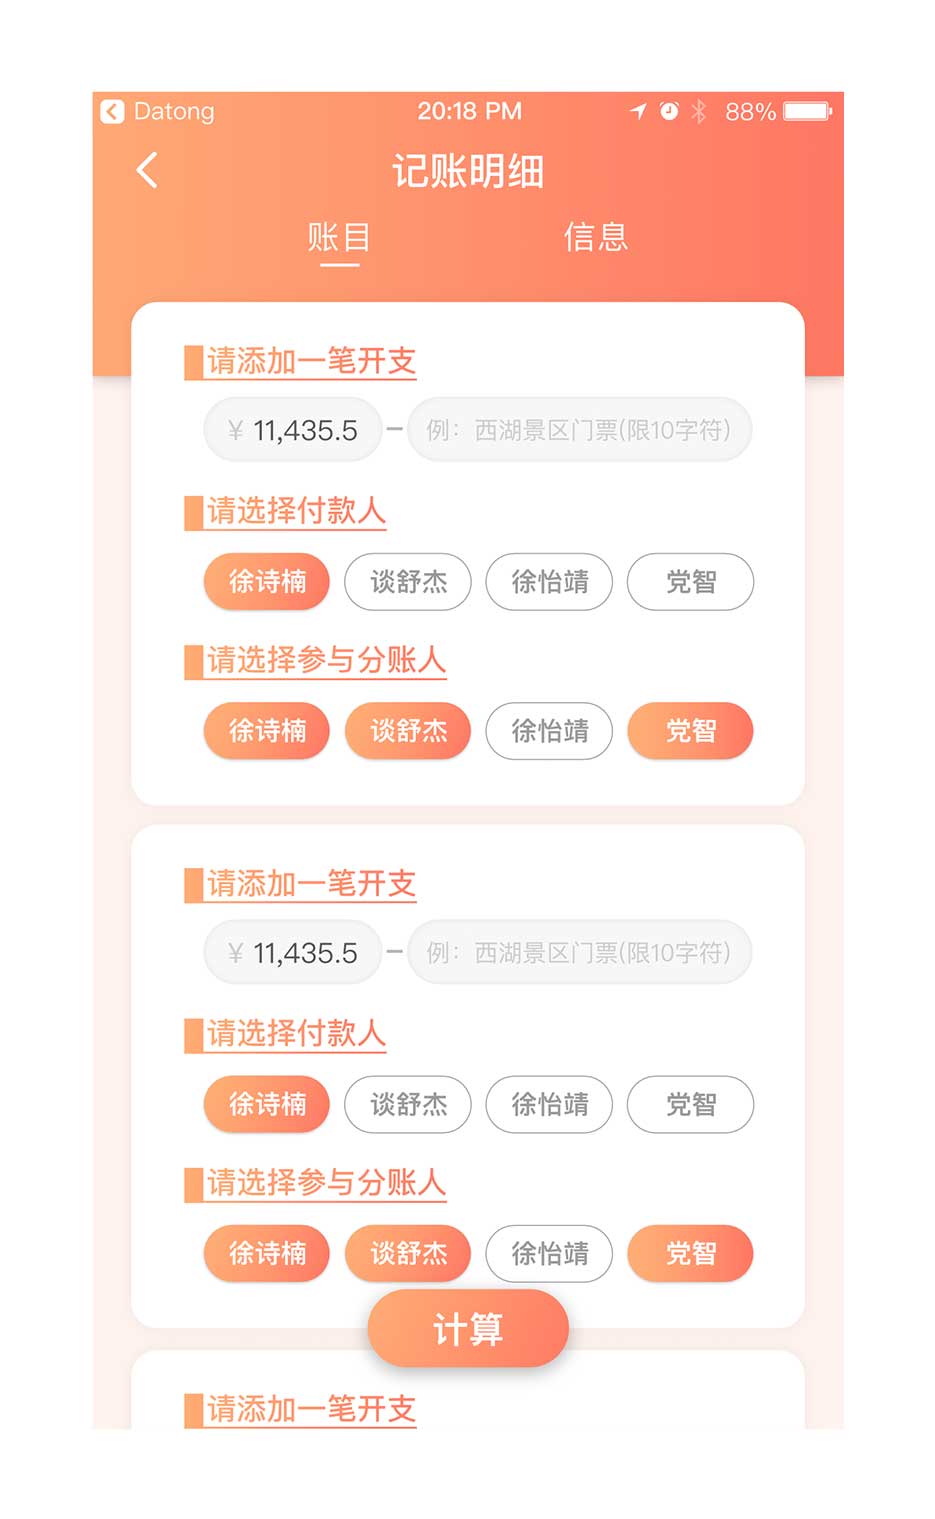 Datong 20:18 PM 88%
记账明细
账目 信息
请添加一笔开支
¥ 11,435.5 – 例：西湖景区门票(限10字符)
请选择付款人
徐诗楠 谈舒杰 徐怡靖 党智
请选择参与分账人
徐诗楠 谈舒杰 徐怡靖 党智
请添加一笔开支
¥ 11,435.5 – 例：西湖景区门票(限10字符)
请选择付款人
徐诗楠 谈舒杰 徐怡靖 党智
请选择参与分账人
徐诗楠 谈舒杰 徐怡靖 党智
计算
请添加一笔开支